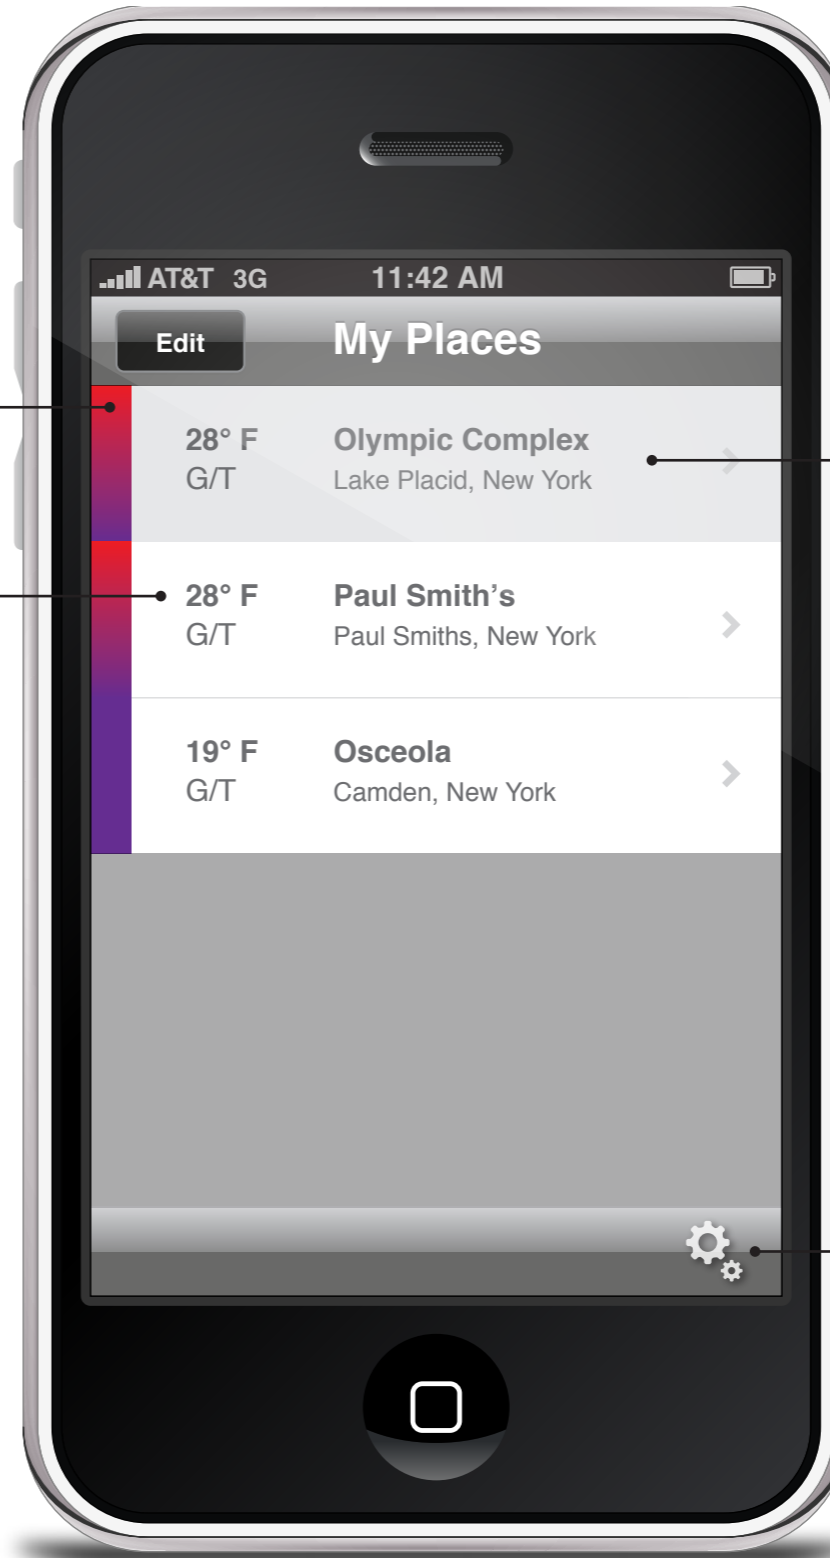 AT&T 3G 11:42 AM
Edit My Places
28° F Olympic Complex
G/T Lake Placid, New York
28° F Paul Smith’s
G/T Paul Smiths, New York
19° F Osceola
G/T Camden, New York